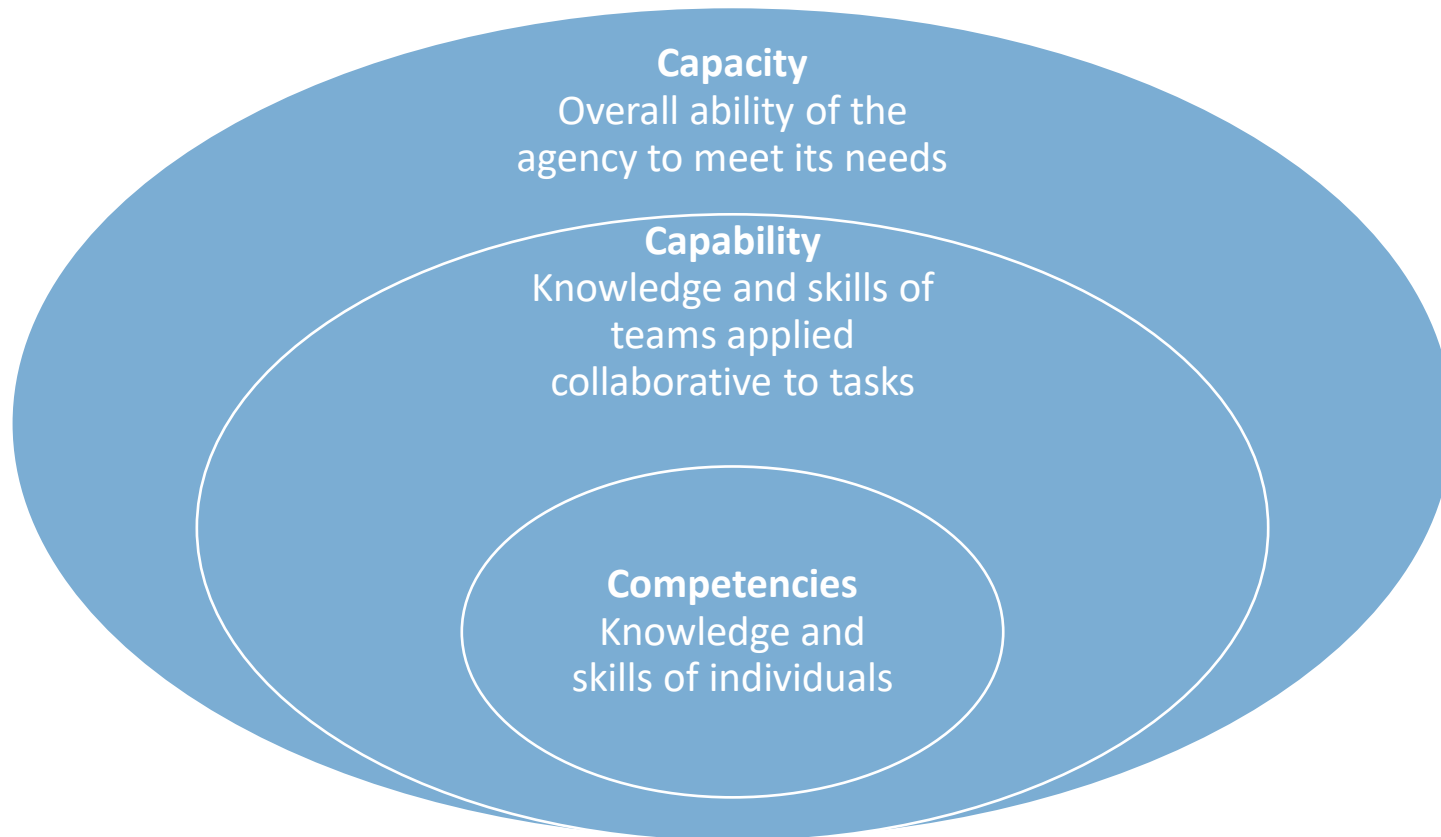 Capacity
Overall ability of the
agency to meet its needs
Capability
Knowledge and skills of
teams applied
collaborative to tasks
Competencies
Knowledge and
skills of individuals